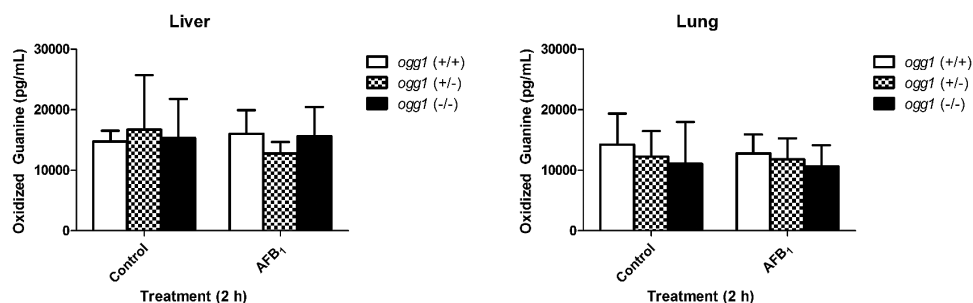 Liver
Oxidized Guanine (pg/mL)
30000
20000
10000
0
Control
AFB₁
Treatment (2 h)
ogg1 (+/+)
ogg1 (+/-)
ogg1 (-/-)
Lung
Oxidized Guanine (pg/mL)
30000
20000
10000
0
Control
AFB₁
Treatment (2 h)
ogg1 (+/+)
ogg1 (+/-)
ogg1 (-/-)